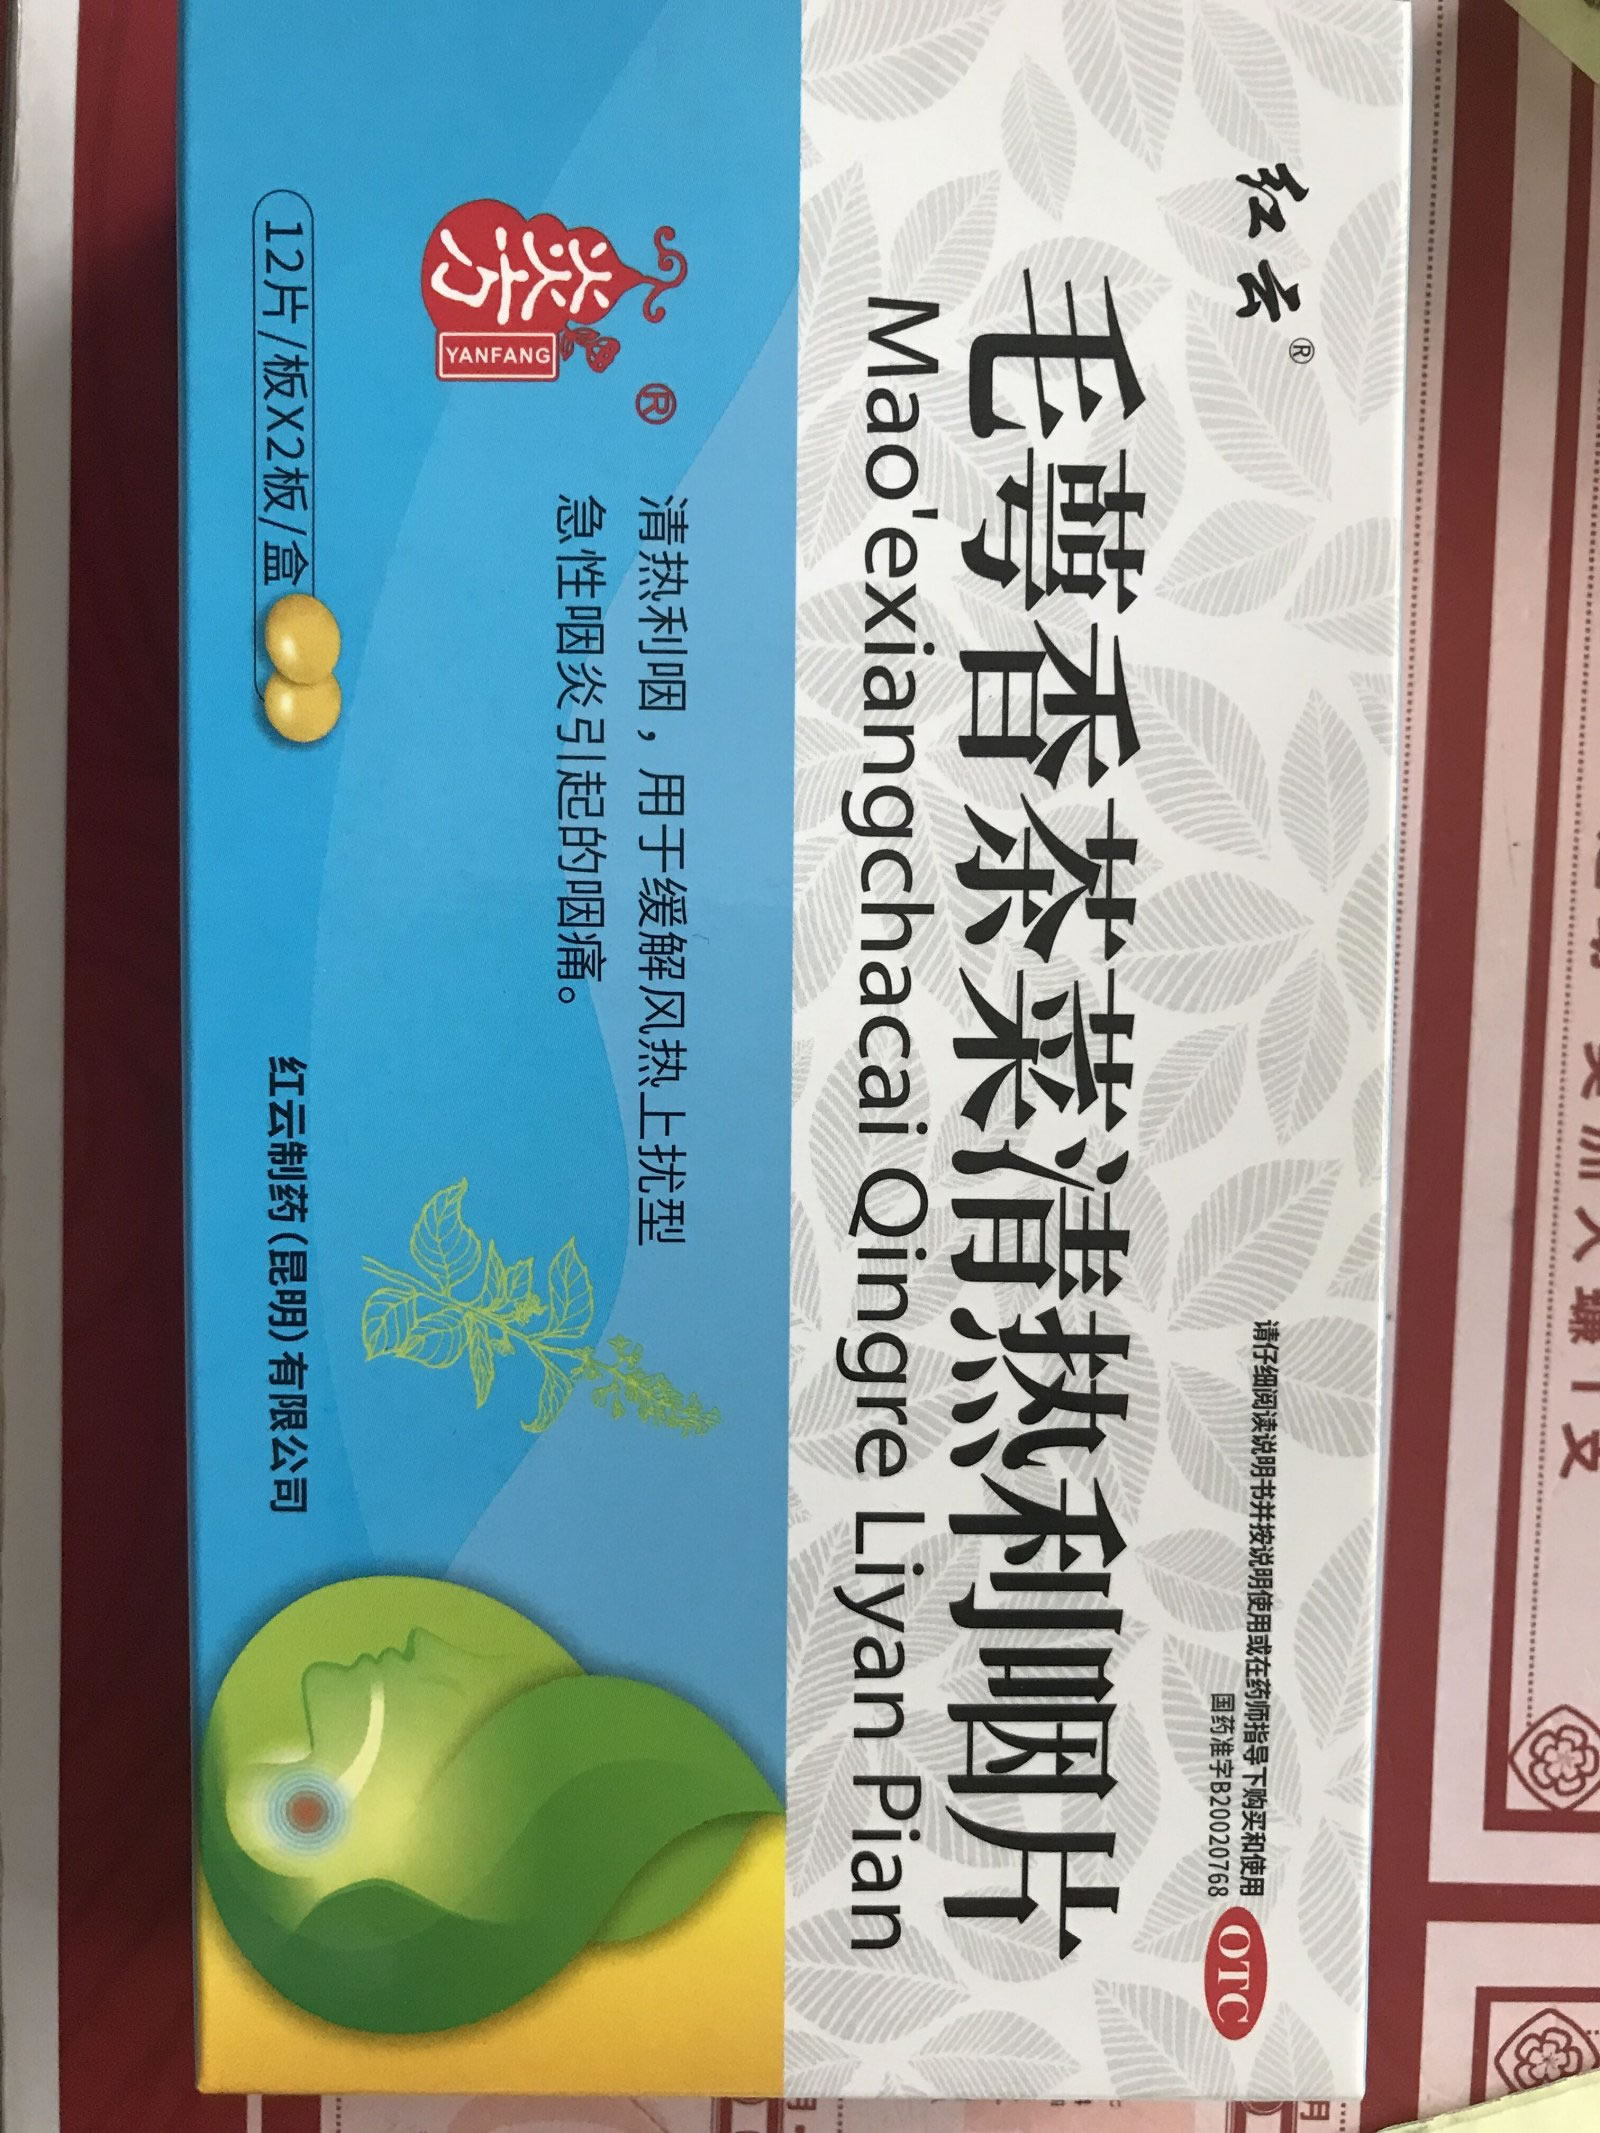 红云®
请仔细阅读说明书并按说明使用或在药师指导下购买和使用
国药准字B20020768
OTC
毛萼香茶菜清热利咽片
Mao'exiangchacai Qingre Liyan Pian
炎方®
YANFANG
清热利咽，用于缓解风热上扰型
急性咽炎引起的咽痛。
12片/板X2板/盒
红云制药(昆明)有限公司